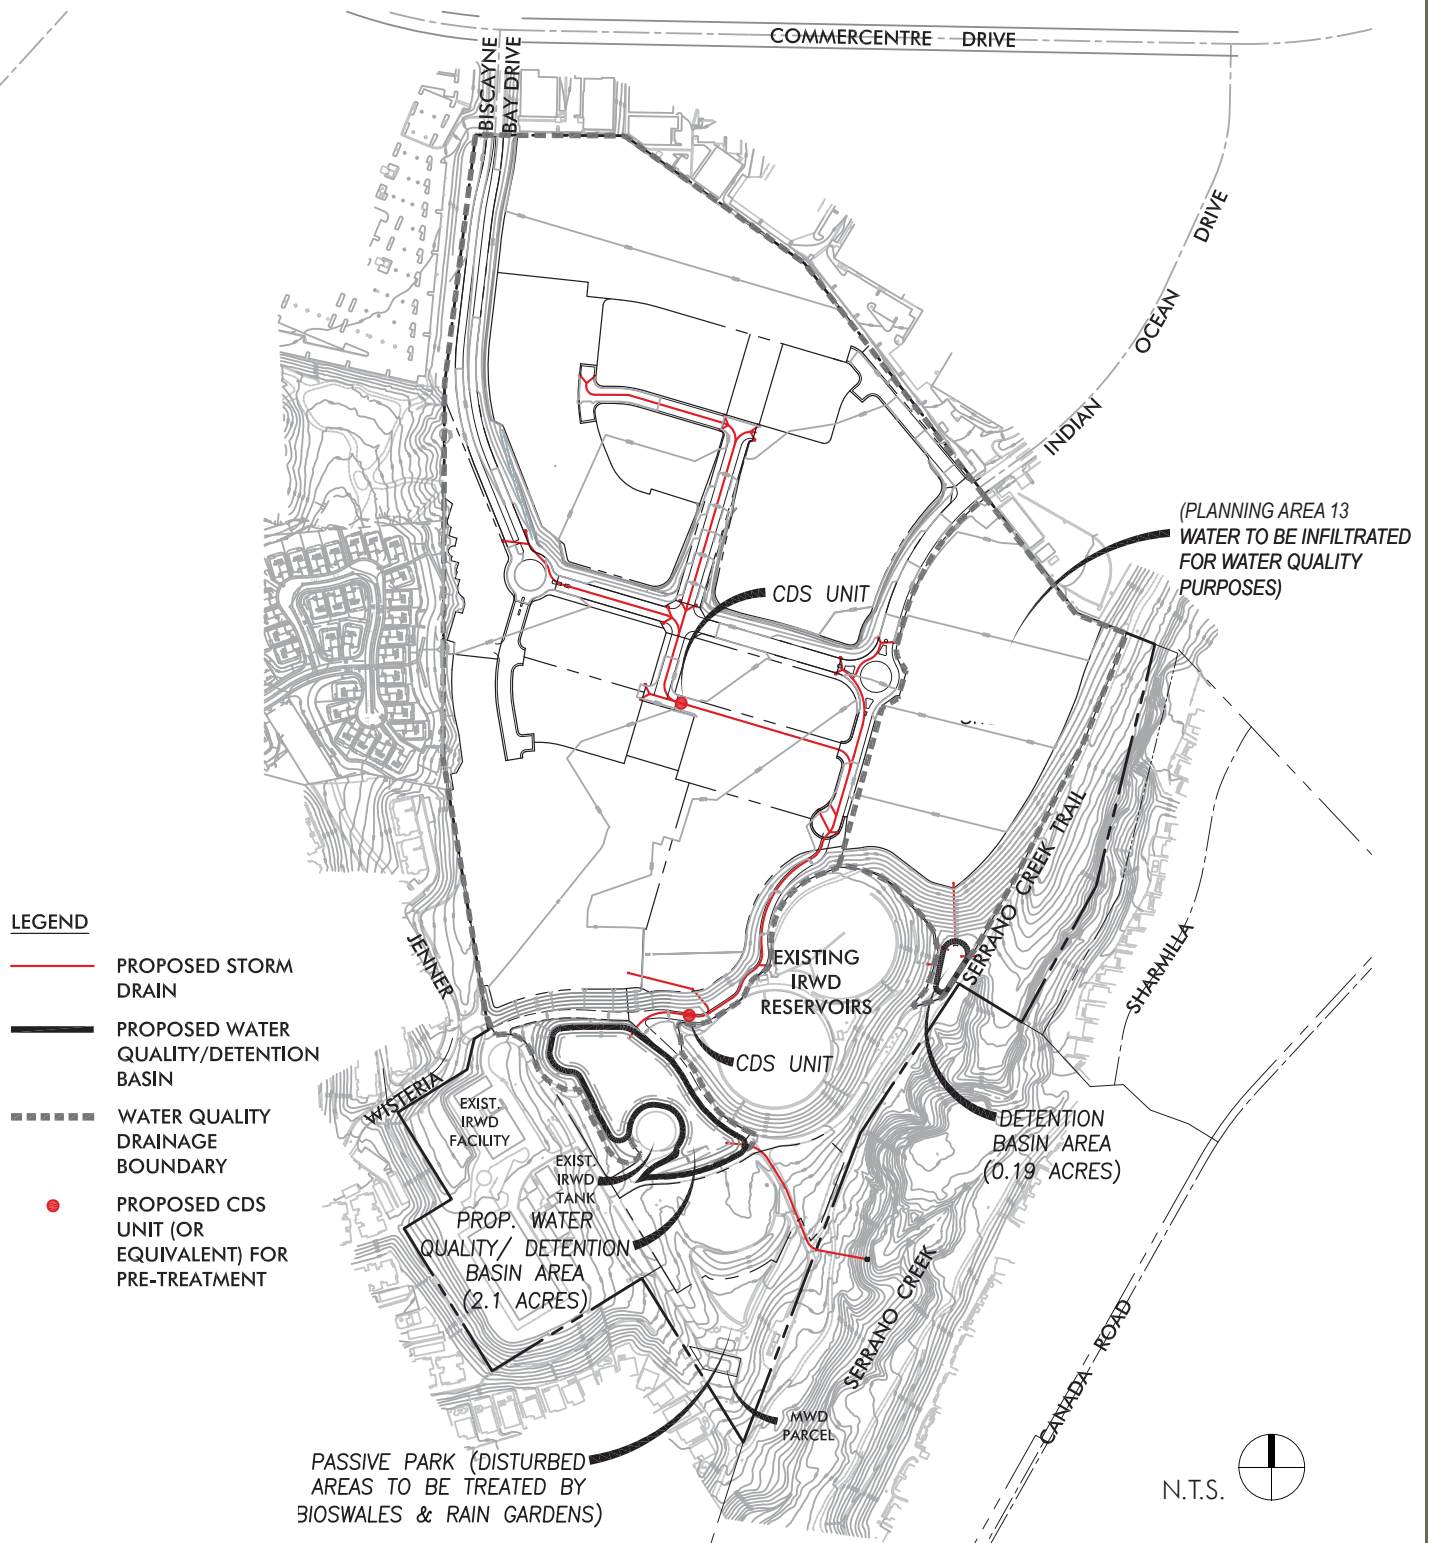 COMMERCENTRE DRIVE
BISCAYNE
BAY DRIVE
INDIAN OCEAN DRIVE
(PLANNING AREA 13
WATER TO BE INFILTRATED
FOR WATER QUALITY
PURPOSES)
CDS UNIT
SERRANO CREEK TRAIL
SHARMILLA
JENNER
EXISTING
IRWD
RESERVOIRS
CDS UNIT
WISTERIA
EXIST.
IRWD
FACILITY
EXIST.
IRWD
TANK
DETENTION
BASIN AREA
(0.19 ACRES)
PROP. WATER
QUALITY/ DETENTION
BASIN AREA
(2.1 ACRES)
SERRANO CREEK
CANADA ROAD
MWD
PARCEL
PASSIVE PARK (DISTURBED
AREAS TO BE TREATED BY
BIOSWALES & RAIN GARDENS)
LEGEND
PROPOSED STORM
DRAIN
PROPOSED WATER
QUALITY/DETENTION
BASIN
WATER QUALITY
DRAINAGE
BOUNDARY
PROPOSED CDS
UNIT (OR
EQUIVALENT) FOR
PRE-TREATMENT
N.T.S.